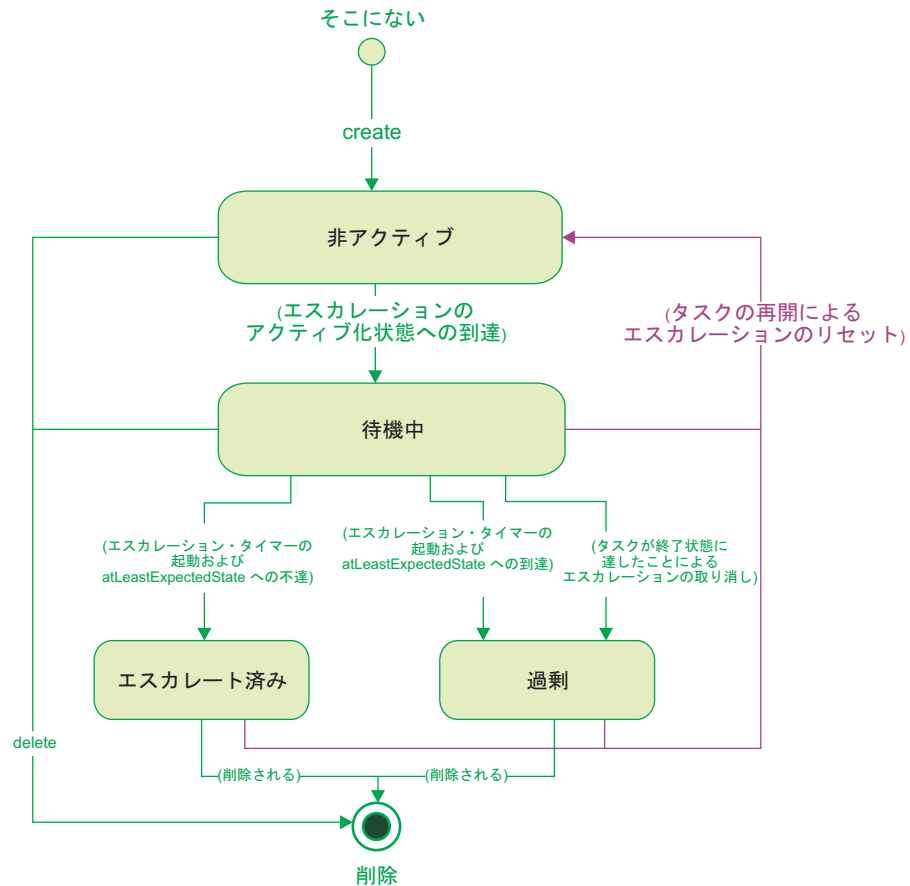 そこにない
create
非アクティブ
(エスカレーションの
アクティブ化状態への到達)
(タスクの再開による
エスカレーションのリセット)
待機中
(エスカレーション・タイマーの
起動および
atLeastExpectedState への不達)
(エスカレーション・タイマーの
起動および
atLeastExpectedState への到達)
(タスクが終了状態に
達したことによる
エスカレーションの取り消し)
エスカレート済み
過剰
delete
(削除される)
(削除される)
削除